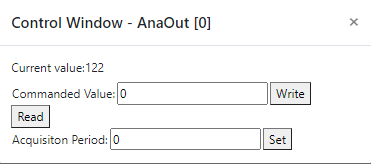 Control Window - AnaOut [0] ×
Current value:122
Commanded Value: 0 Write
Read
Acquisiton Period: 0 Set